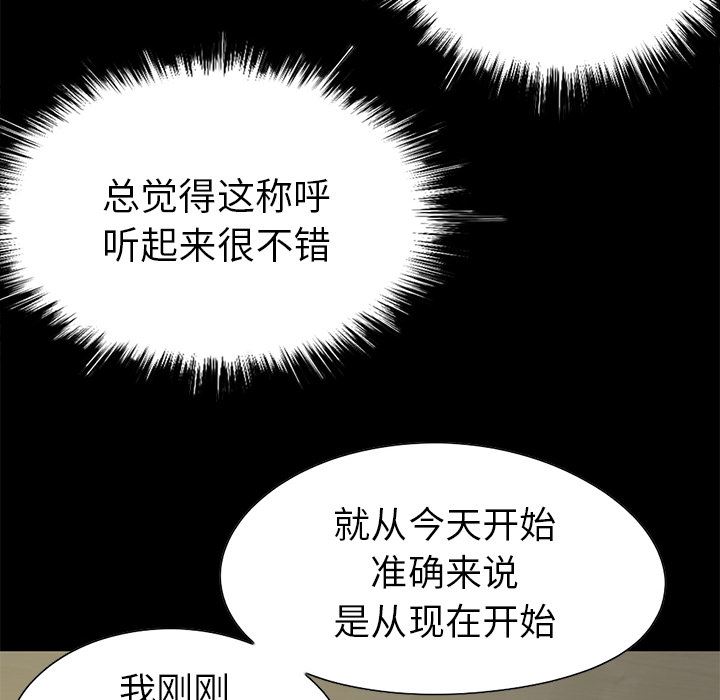 总觉得这称呼
听起来很不错
就从今天开始
准确来说
是从现在开始
我刚刚